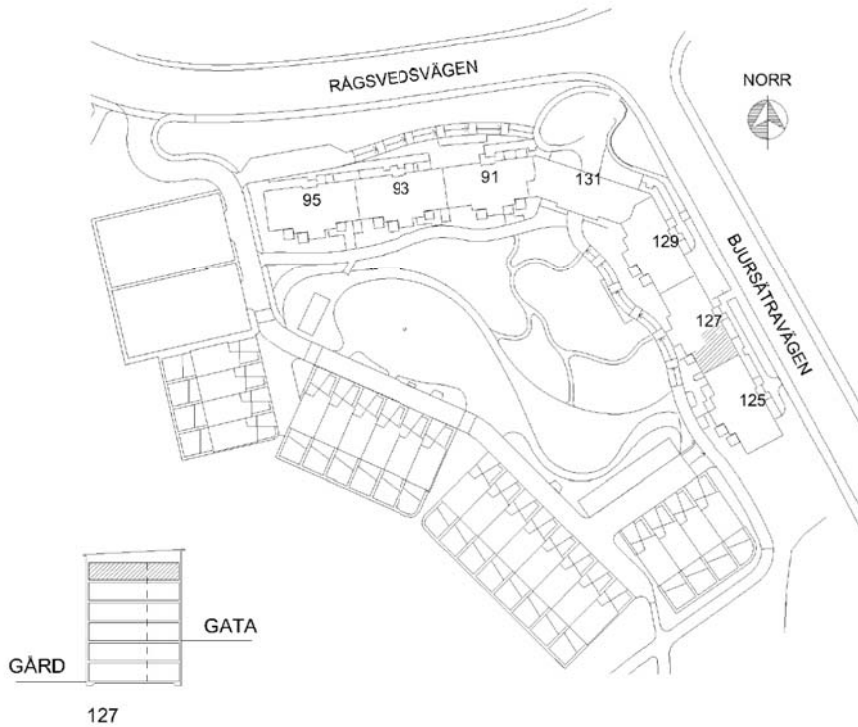 RÅGSVEDSVÄGEN
NORR
95
93
91
131
129
BJURSÄTRAVÄGEN
127
125
GATA
GÅRD
127